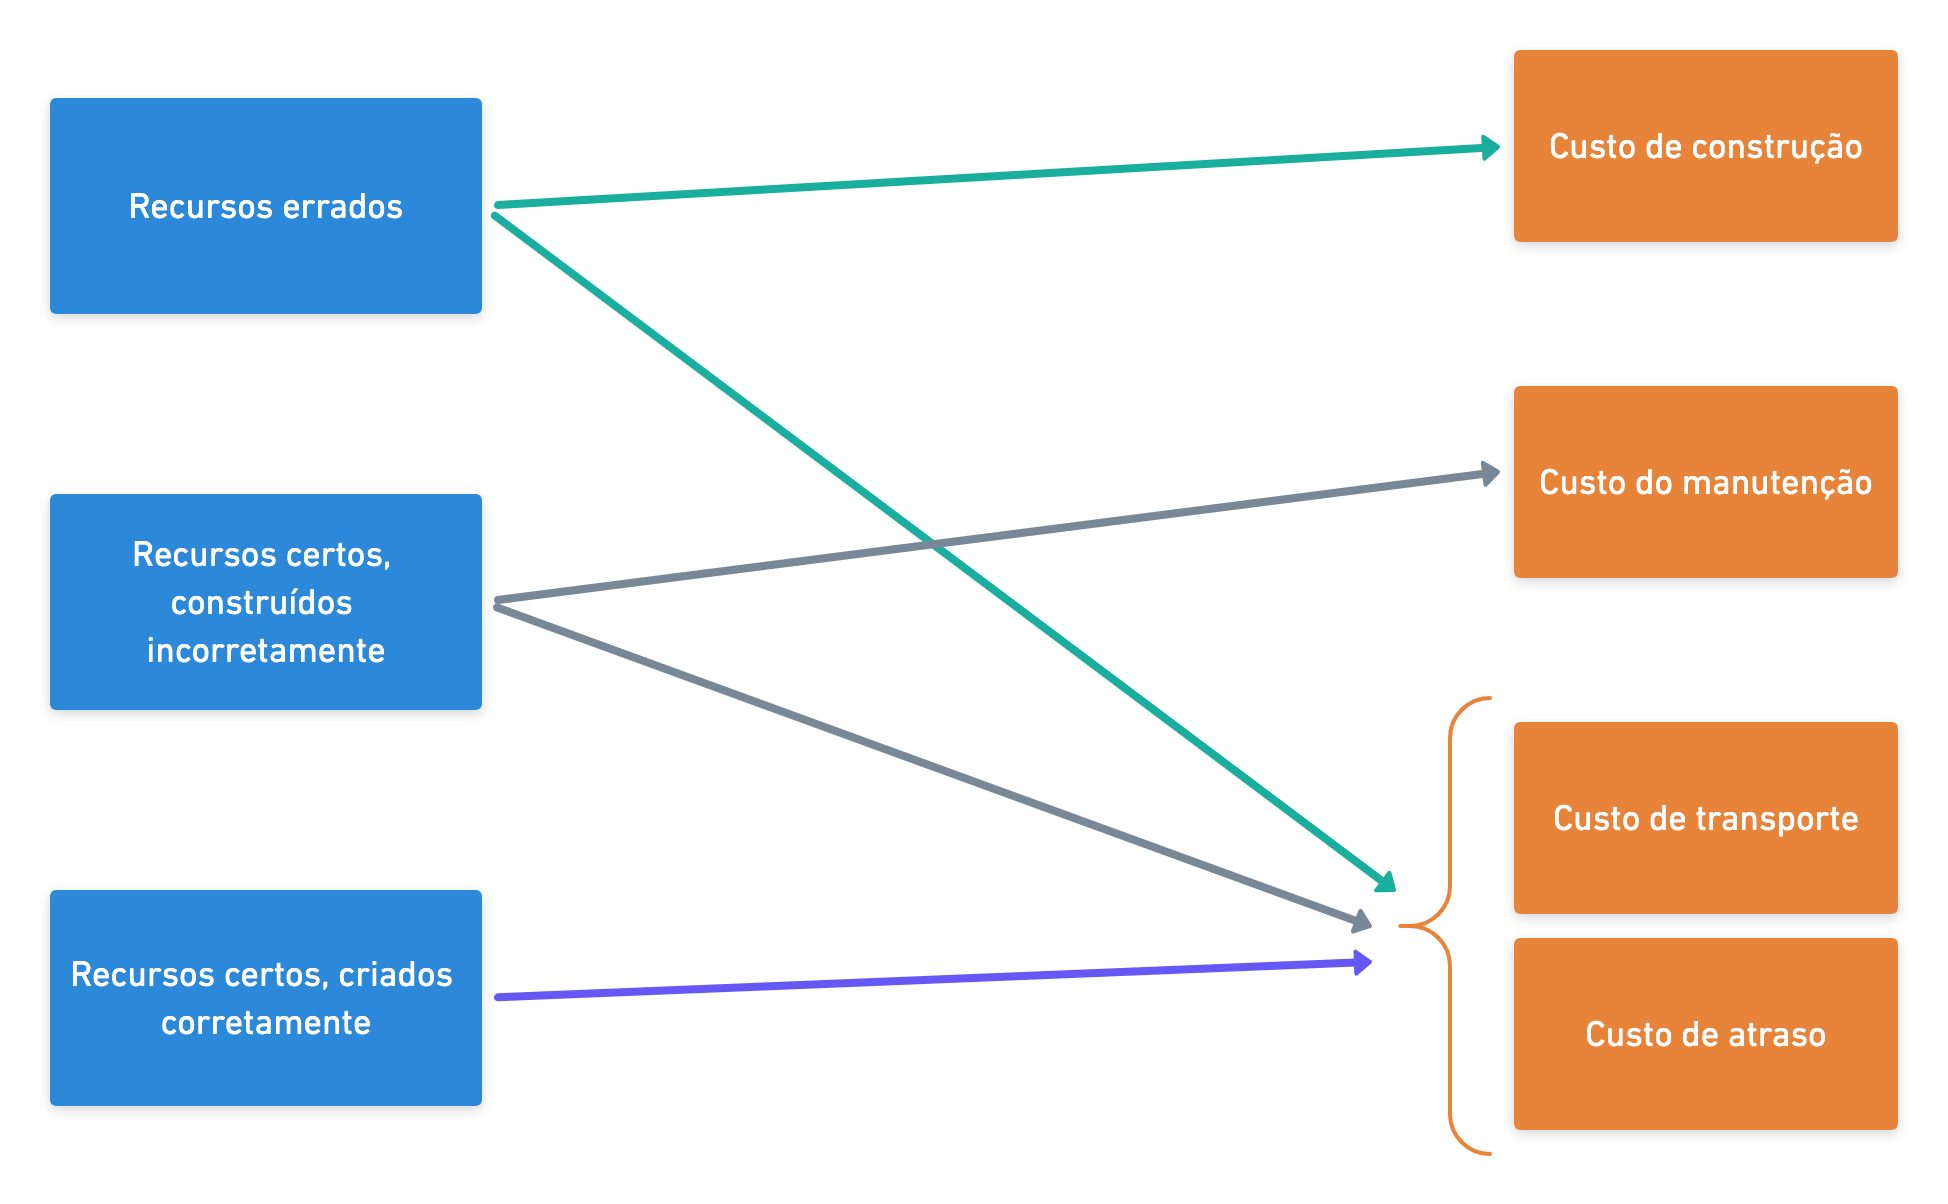 Recursos errados
Custo de construção
Recursos certos,
construídos
incorretamente
Custo do manutenção
Custo de transporte
Recursos certos, criados
corretamente
Custo de atraso